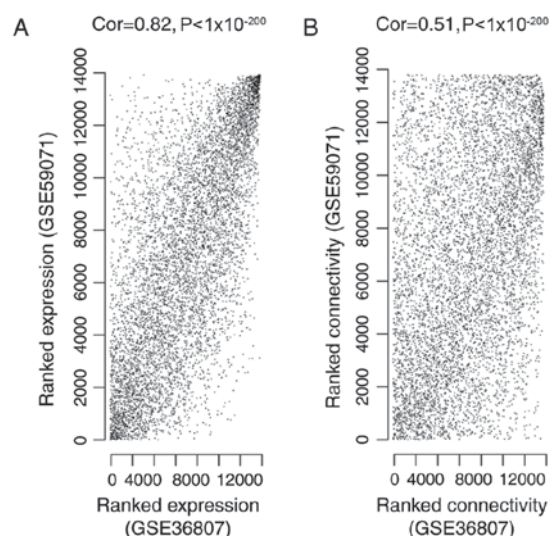 A
Cor=0.82, P<1x10-200
Ranked expression (GSE59071)
14000
12000
10000
8000
6000
4000
2000
0
0 4000 8000 12000
Ranked expression
(GSE36807)
B
Cor=0.51, P<1x10-200
Ranked connectivity (GSE59071)
14000
12000
10000
8000
6000
4000
2000
0
0 4000 8000 12000
Ranked connectivity
(GSE36807)